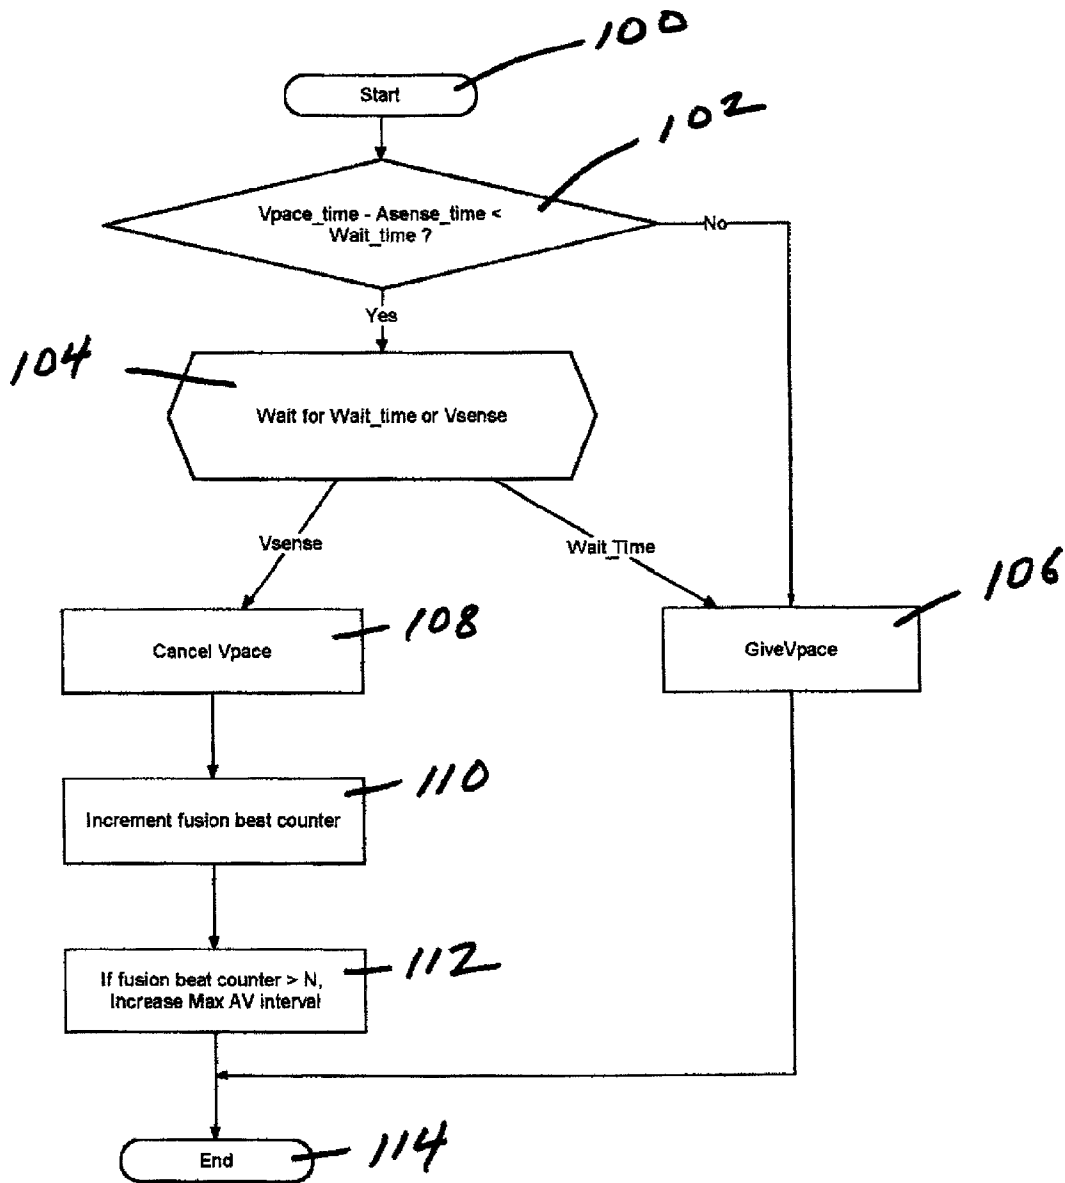 100
Start
102
Vpace_time - Asense_time <
Wait_time ?
No
Yes
104
Wait for Wait_time or Vsense
Vsense
Wait_Time
106
108
Cancel Vpace
GiveVpace
110
Increment fusion beat counter
112
If fusion beat counter > N,
Increase Max AV interval
End
114